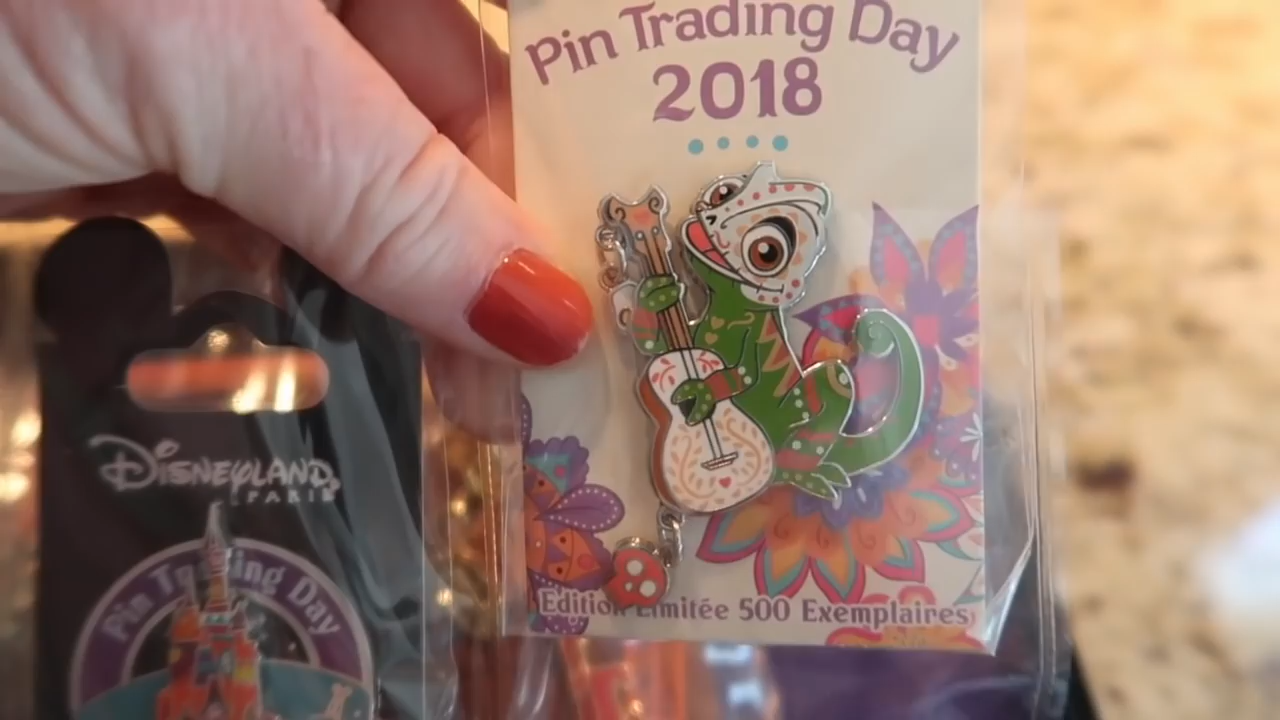 Pin Trading Day
2018
Edition Limitée 500 Exemplaires
DISNEYLAND
PARIS
Pin Trading Day